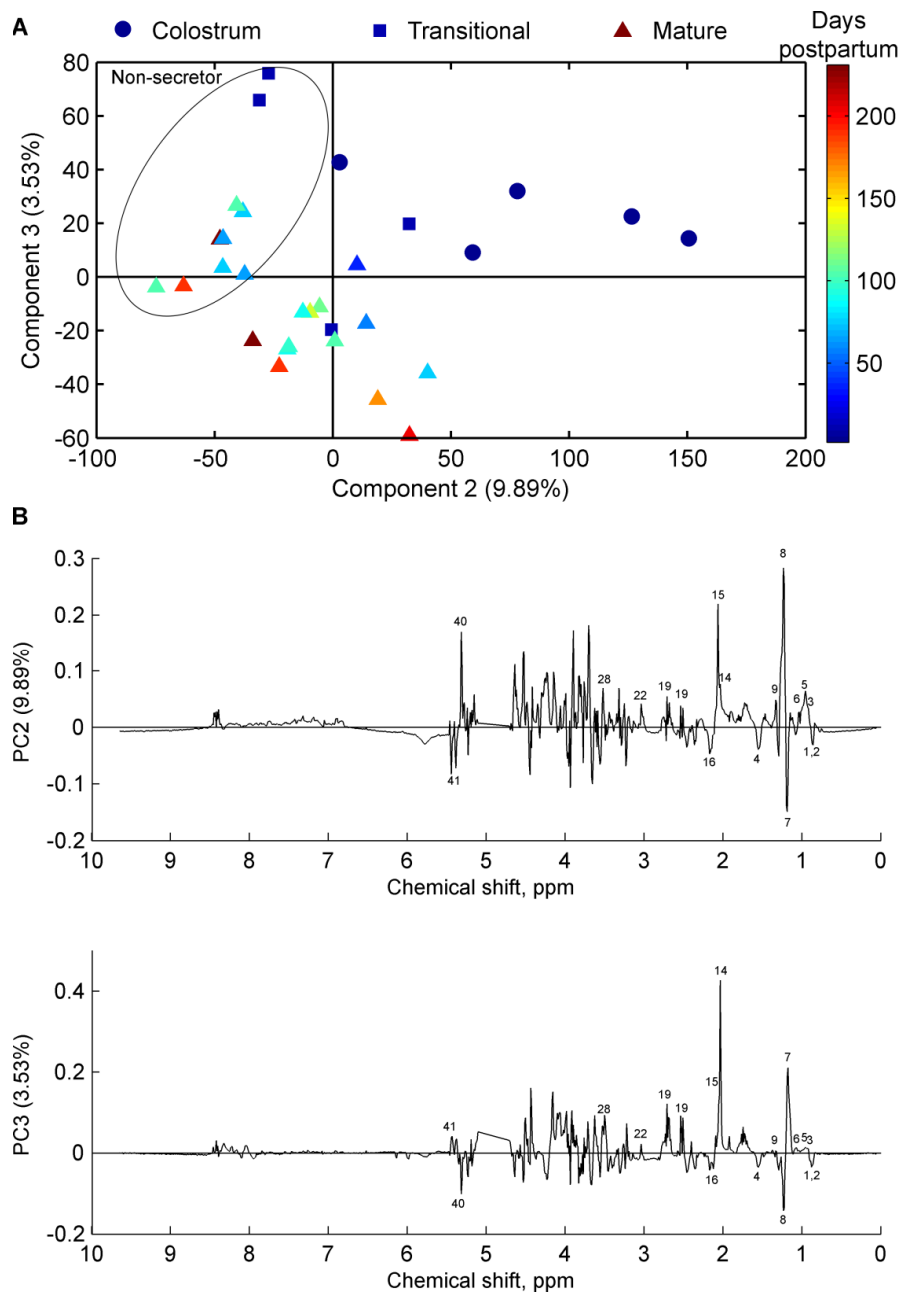 A
Colostrum Transitional Mature
Days
postpartum
Non-secretor
80
60
40
20
0
-20
-40
-60
Component 3 (3.53%)
-100 -50 0 50 100 150 200
Component 2 (9.89%)
200
150
100
50
B
0.3
0.2
0.1
0
-0.1
-0.2
PC2 (9.89%)
8
15
40
14
28
19 19
22
9
5
6 3
41
16
4
1,2
7
10 9 8 7 6 5 4 3 2 1 0
Chemical shift, ppm
0.4
0.2
0
-0.2
PC3 (3.53%)
14
7
15
19 19
28
41
22
9 6 5 3
16 4 1,2
40
8
10 9 8 7 6 5 4 3 2 1 0
Chemical shift, ppm